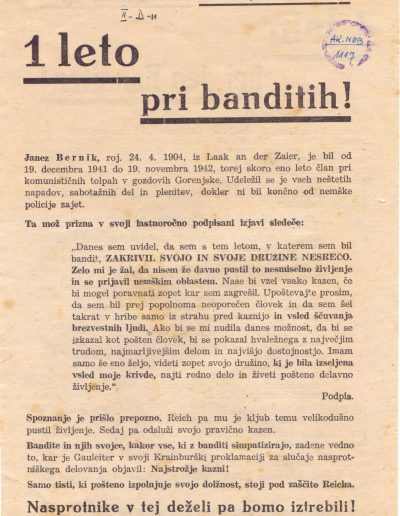 II-D-11
AR. NOB
1117
1 leto
pri banditih!
Janez Bernik, roj. 24. 4. 1904, iz Laak an der Zaier, je bil od
19. decembra 1941 do 19. novembra 1942, torej skoro eno leto član pri
komunističnih tolpah v gozdovih Gorenjske. Udeležil se je vseh neštetih
napadov, sabotažnih del in plenitev, dokler ni bil končno od nemške
policije zajet.
Ta mož prizna v svoji lastnoročno podpisani izjavi sledeče:
„Danes sem uvidel, da sem s tem letom, v katerem sem bil
bandit, ZAKRIVIL SVOJO IN SVOJE DRUŽINE NESREČO.
Zelo mi je žal, da nisem že davno pustil to nesmiselno življenje
in se prijavil nemškim oblastem. Nase bi vzel vsako kazen, če
bi mogel poravnati zopet kar sem zagrešil. Upoštevajte prosim,
da sem bil prej popolnoma neoporečen človek in da sem šel
takrat v hribe samo iz strahu pred kaznijo in vsled ščuvanja
brezvestnih ljudi. Ako bi se mi nudila danes možnost, da bi se
izkazal kot pošten človek, bi se pokazal hvaležnega z največjim
trudom, najmarljivejšim delom in najvišjo dostojnostjo. Imam
samo še eno željo, videti zopet svojo družino, ki je bila izseljena
vsled moje krivde, najti redno delo in živeti pošteno delavno
življenje.“
Podpis.
Spoznanje je prišlo prepozno. Reich pa mu je kljub temu velikodušno
pustil življenje. Sedaj pa odsluži svojo pravično kazen.
Bandite in njih svojce, kakor vse, ki z banditi simpatizirajo, zadene vedno
to, kar je Gauleiter v svoji Krainburški proklamaciji za slučaje nasprot-
niškega delovanja objavil: Najstrožje kazni!
Samo tisti, ki pošteno izpolnjuje svojo dolžnost, stoji pod zaščito Reicha.
Nasprotnike v tej deželi pa bomo iztrebili!